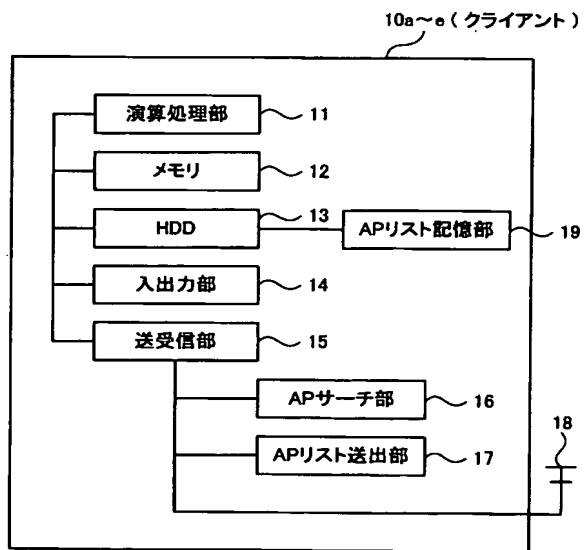 10a～e（クライアント）
演算処理部 11
メモリ 12
HDD 13
APリスト記憶部 19
入出力部 14
送受信部 15
APサーチ部 16
18
APリスト送出部 17